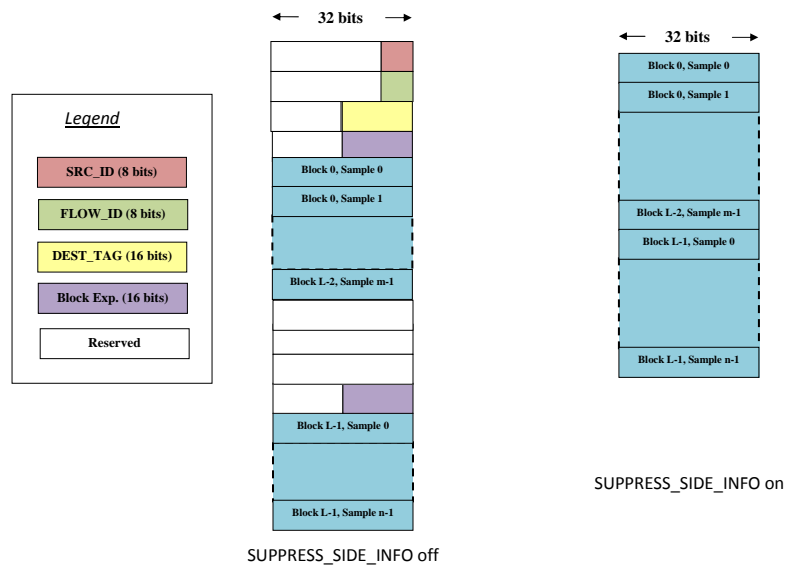 Legend
SRC_ID (8 bits)
FLOW_ID (8 bits)
DEST_TAG (16 bits)
Block Exp. (16 bits)
Reserved
32 bits
Block 0, Sample 0
Block 0, Sample 1
Block L-2, Sample m-1
Block L-1, Sample 0
Block L-1, Sample n-1
SUPPRESS_SIDE_INFO off
32 bits
Block 0, Sample 0
Block 0, Sample 1
Block L-2, Sample m-1
Block L-1, Sample 0
Block L-1, Sample n-1
SUPPRESS_SIDE_INFO on